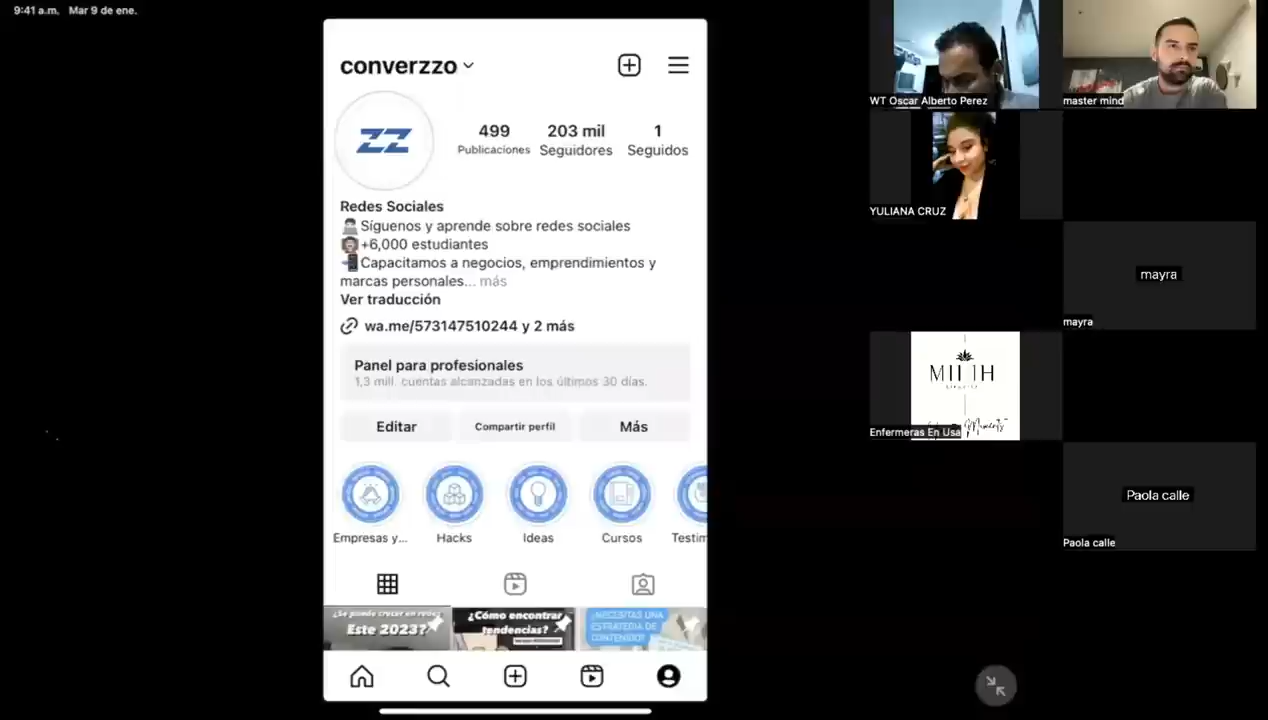 9:41 a.m. Mar 9 de ene.
converzzo
ZZ
499
Publicaciones
203 mil
Seguidores
1
Seguidos
Redes Sociales
Síguenos y aprende sobre redes sociales
+6,000 estudiantes
Capacitamos a negocios, emprendimientos y
marcas personales... más
Ver traducción
wa.me/573147510244 y 2 más
Panel para profesionales
1,3 mill. cuentas alcanzadas en los últimos 30 días.
Editar
Compartir perfil
Más
Empresas y...
Hacks
Ideas
Cursos
Testim
¿Se puede crecer en redes
Este 2023?
¿Cómo encontrar
tendencias?
¿NECESITAS UNA
ESTRATEGIA DE
CONTENIDO?
WT Oscar Alberto Perez
master mind
YULIANA CRUZ
mayra
mayra
Enfermeras En Usa
Paola calle
Paola calle